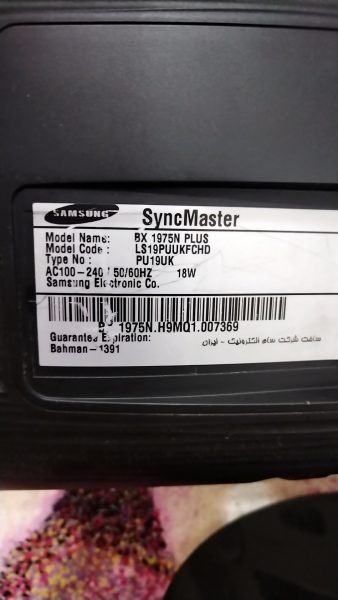 SAMSUNG SyncMaster
Model Name: BX 1975N PLUS
Model Code : LS19PUUKFCHD
Type No : PU19UK
AC100-240 / 50/60HZ 18W
Samsung Electronic Co.
1975N.H9MQ1.007369
Guarantee Expiration:
Bahman-1391
ساخت شرکت سام الکترونیک - ایران